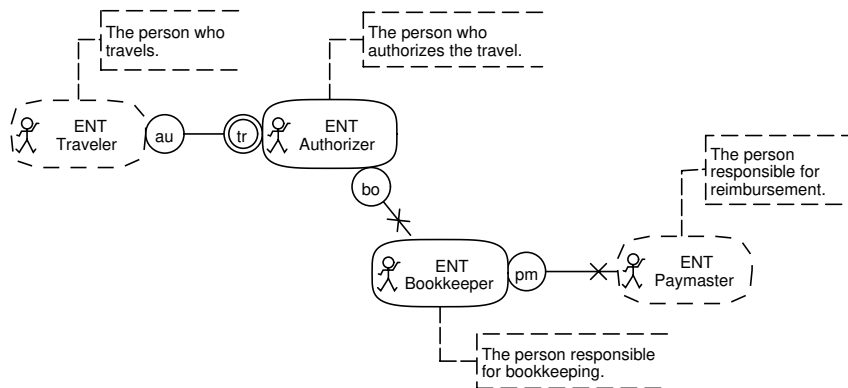 The person who
travels.
The person who
authorizes the travel.
ENT
Traveler
au
tr
ENT
Authorizer
bo
The person
responsible for
reimbursement.
ENT
Bookkeeper
pm
ENT
Paymaster
The person responsible
for bookkeeping.